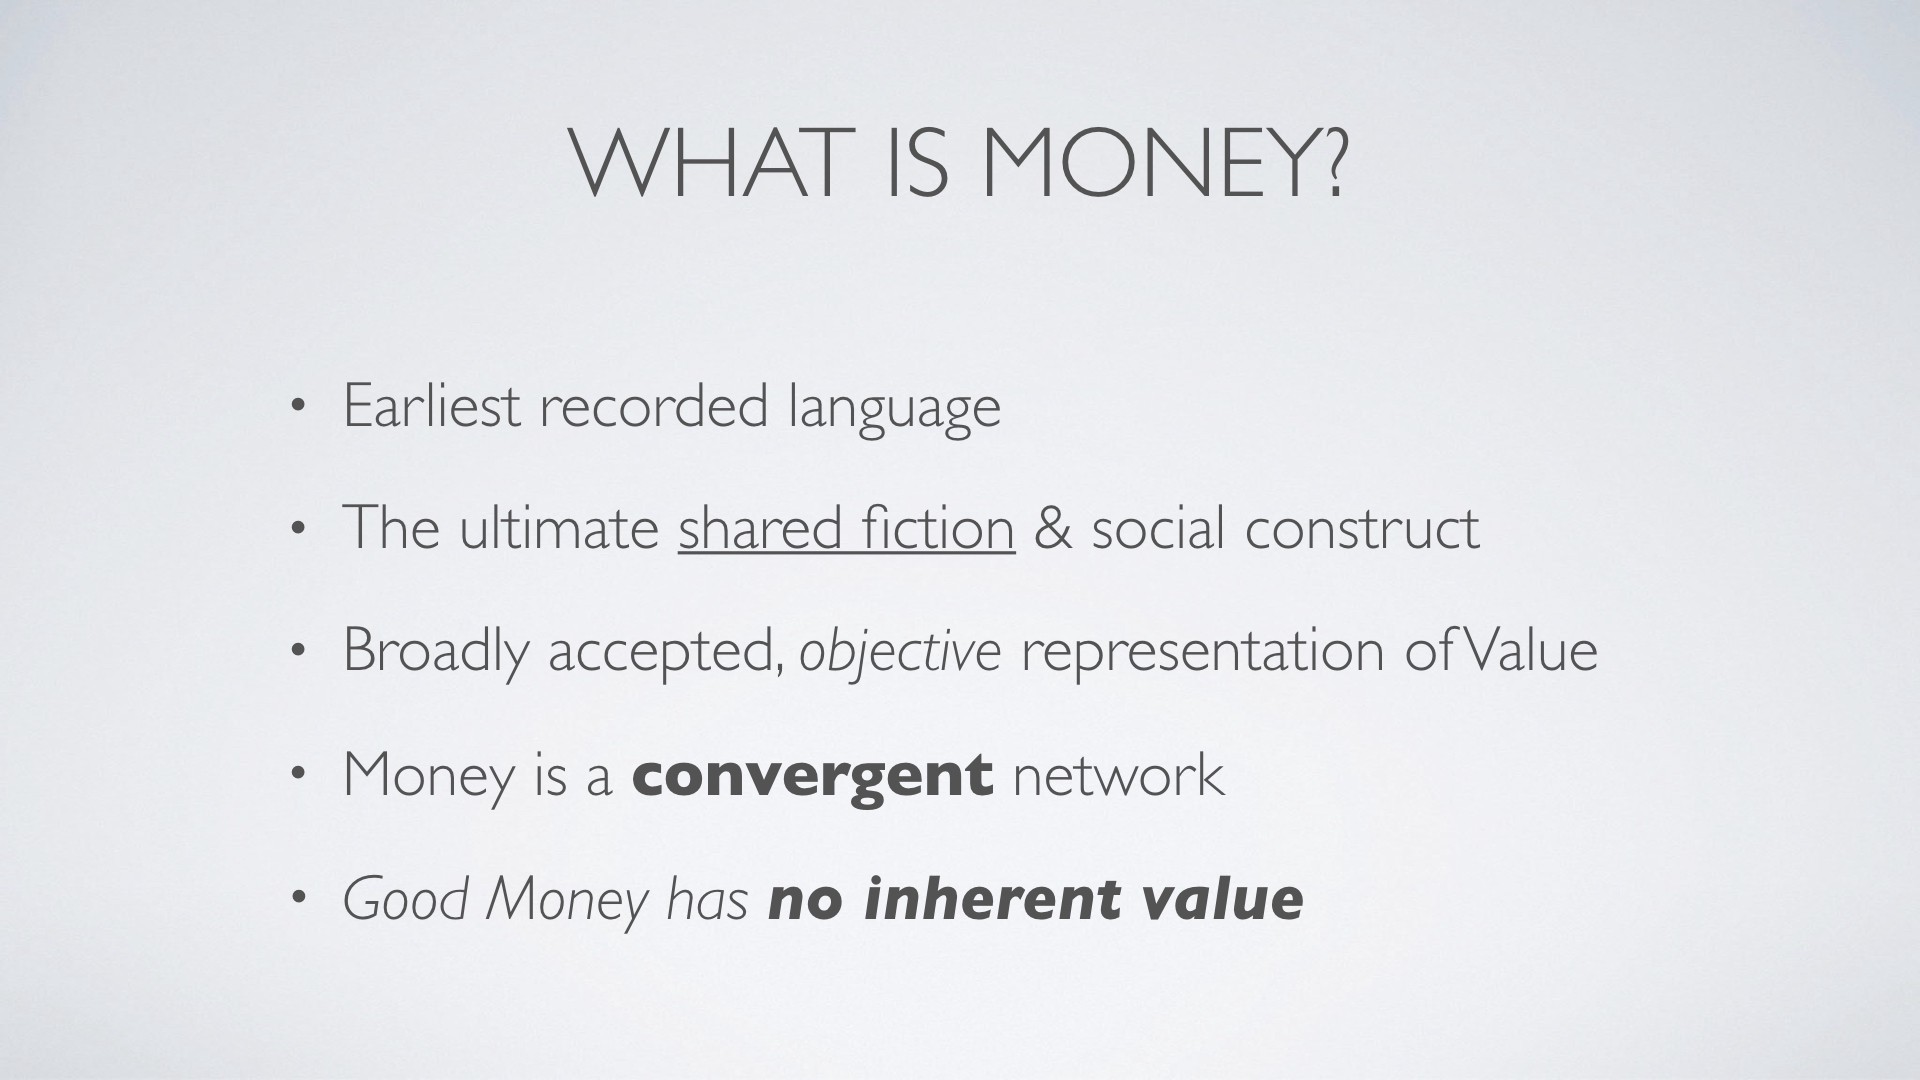 WHAT IS MONEY?
• Earliest recorded language
• The ultimate shared fiction & social construct
• Broadly accepted, objective representation of Value
• Money is a convergent network
• Good Money has no inherent value